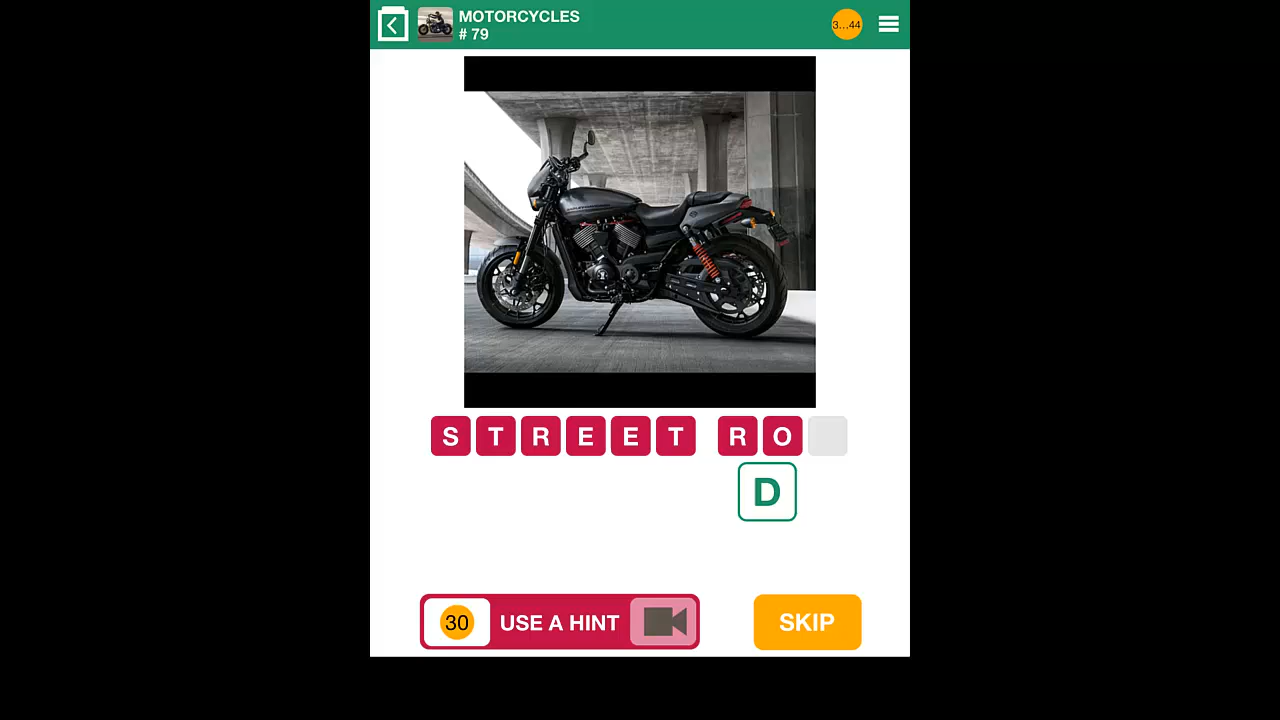 MOTORCYCLES
# 79
3...44
STREET RO
D
30 USE A HINT
SKIP